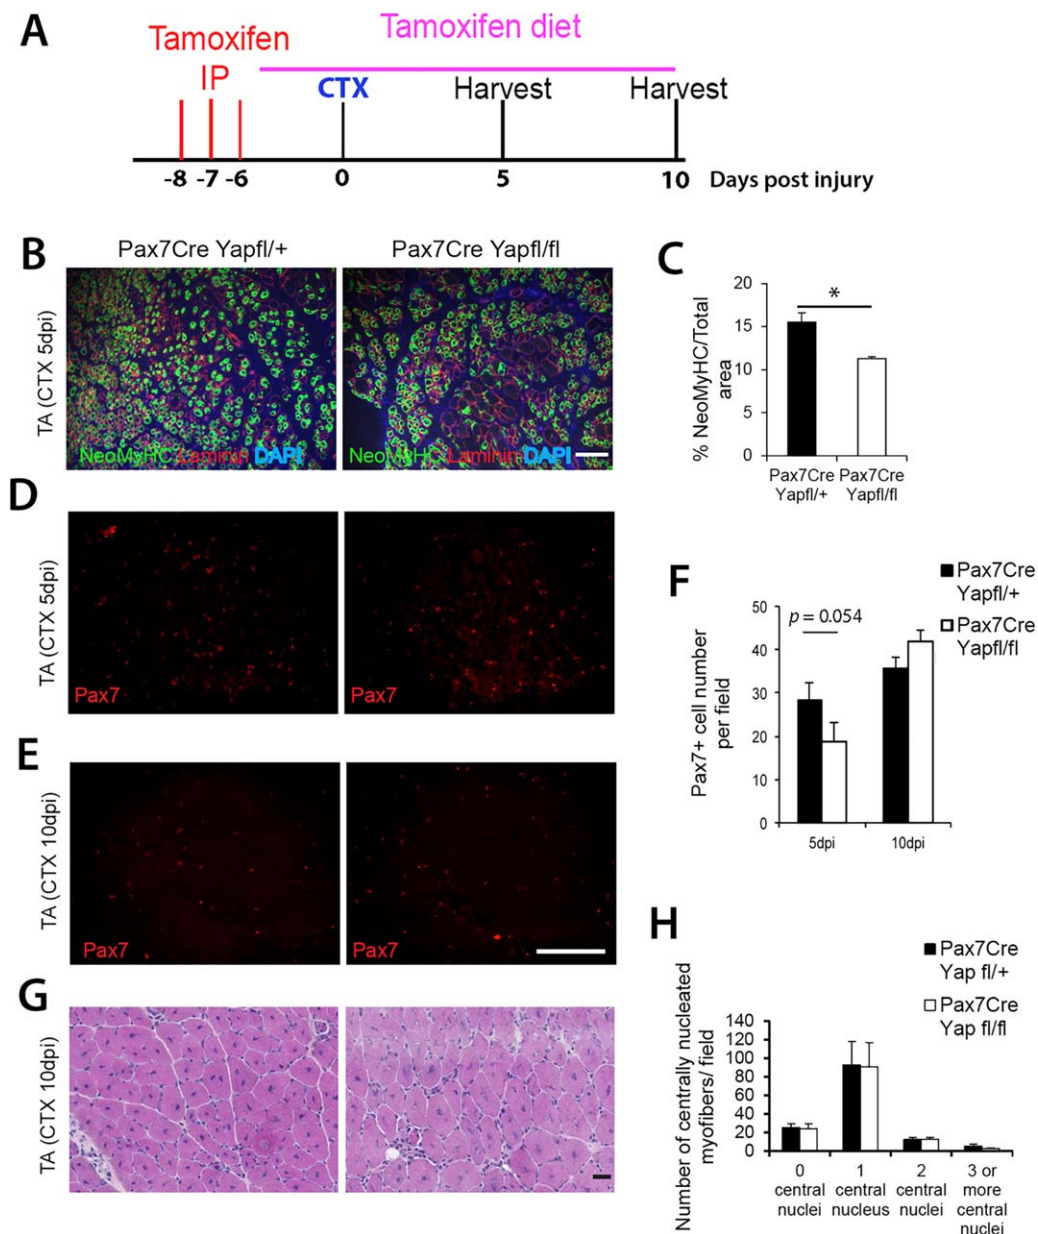 A
Tamoxifen
IP
Tamoxifen diet
CTX
Harvest
Harvest
-8 -7 -6 0 5 10 Days post injury
B
Pax7Cre Yapfl/+
Pax7Cre Yapfl/fl
TA (CTX 5dpi)
NeoMyHC Laminin DAPI
NeoMyHC Laminin DAPI
C
% NeoMyHC/Total
area
20
15
10
5
0
*
Pax7Cre
Yapfl/+
Pax7Cre
Yapfl/fl
D
TA (CTX 5dpi)
Pax7
Pax7
E
TA (CTX 10dpi)
Pax7
Pax7
F
Pax7Cre
Yapfl/+
Pax7Cre
Yapfl/fl
Pax7+ cell number
per field
50
40
30
20
10
0
p = 0.054
5dpi
10dpi
G
TA (CTX 10dpi)
H
Pax7Cre
Yap fl/+
Pax7Cre
Yap fl/fl
Number of centrally nucleated
myofibers/ field
140
120
100
80
60
40
20
0
0
central
nuclei
1
central
nucleus
2
central
nuclei
3 or
more
central
nuclei